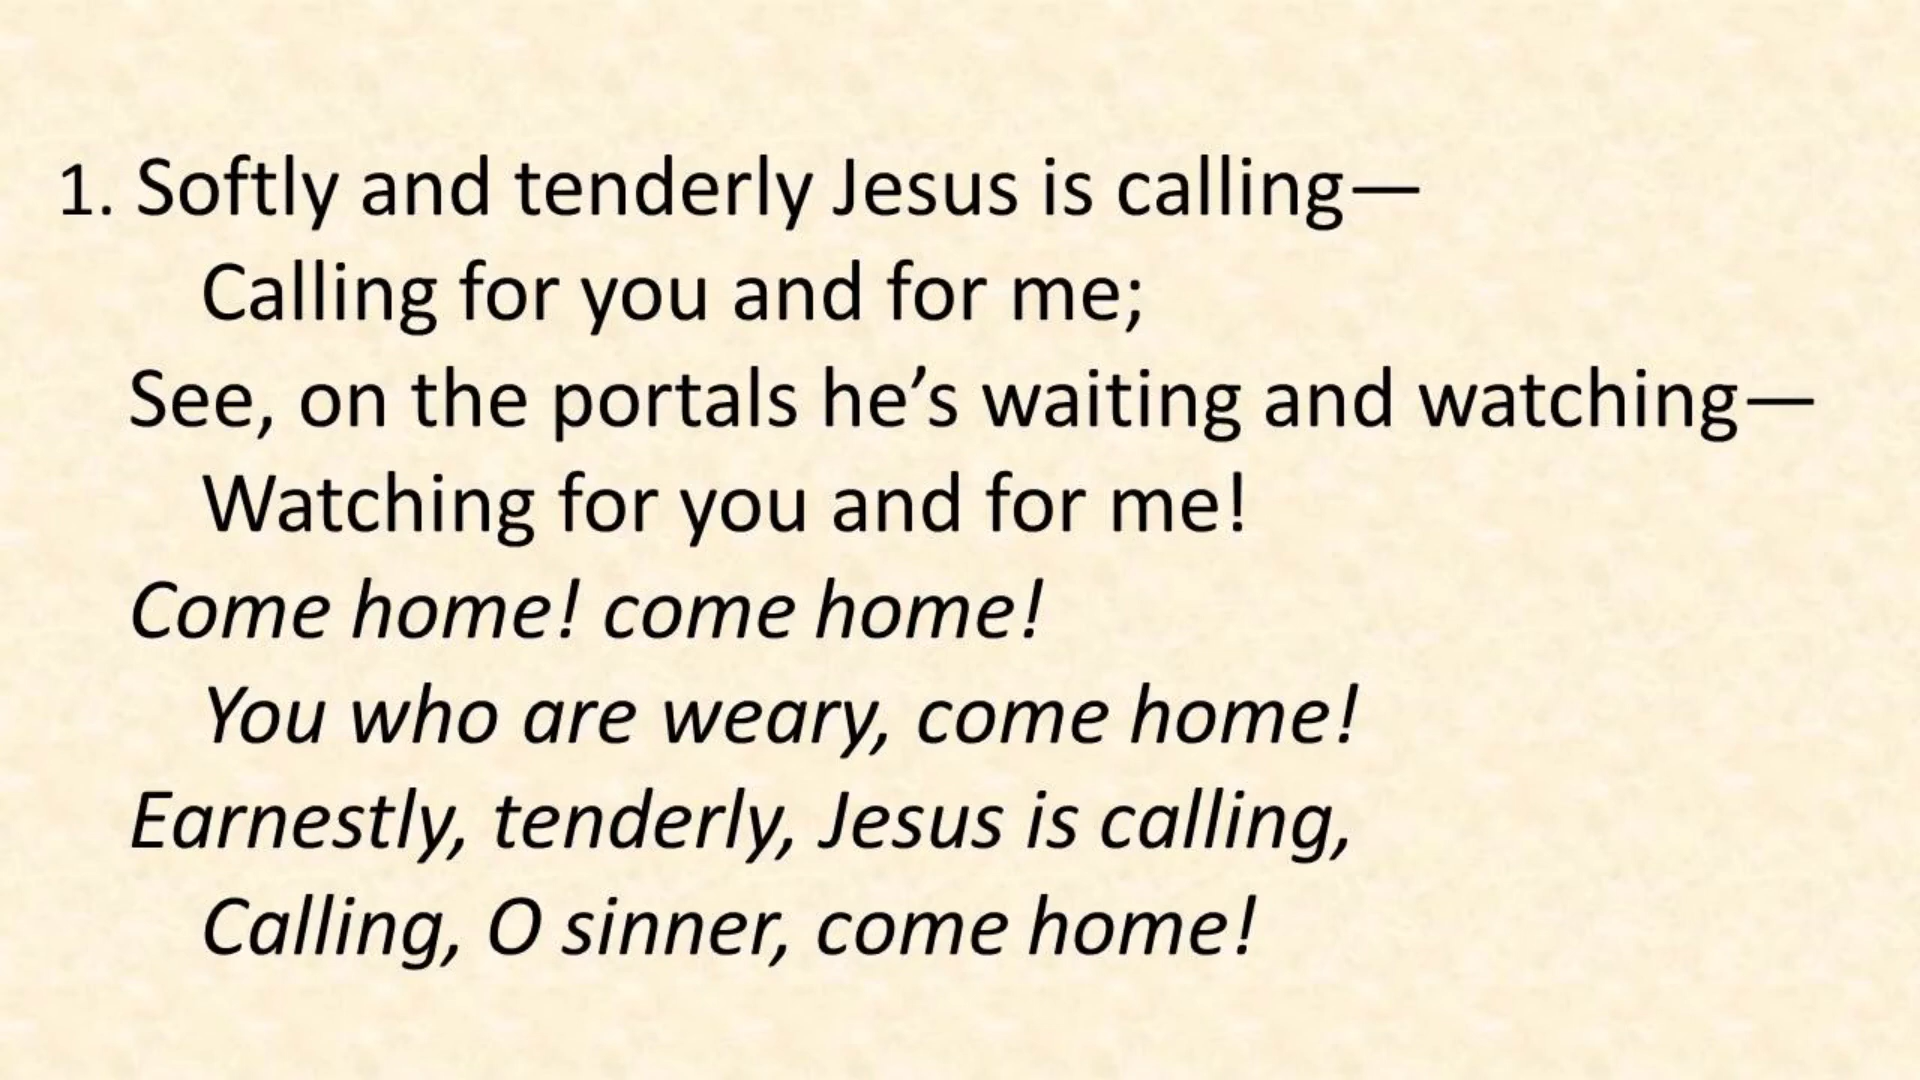 1. Softly and tenderly Jesus is calling—
Calling for you and for me;
See, on the portals he’s waiting and watching—
Watching for you and for me!
Come home! come home!
You who are weary, come home!
Earnestly, tenderly, Jesus is calling,
Calling, O sinner, come home!